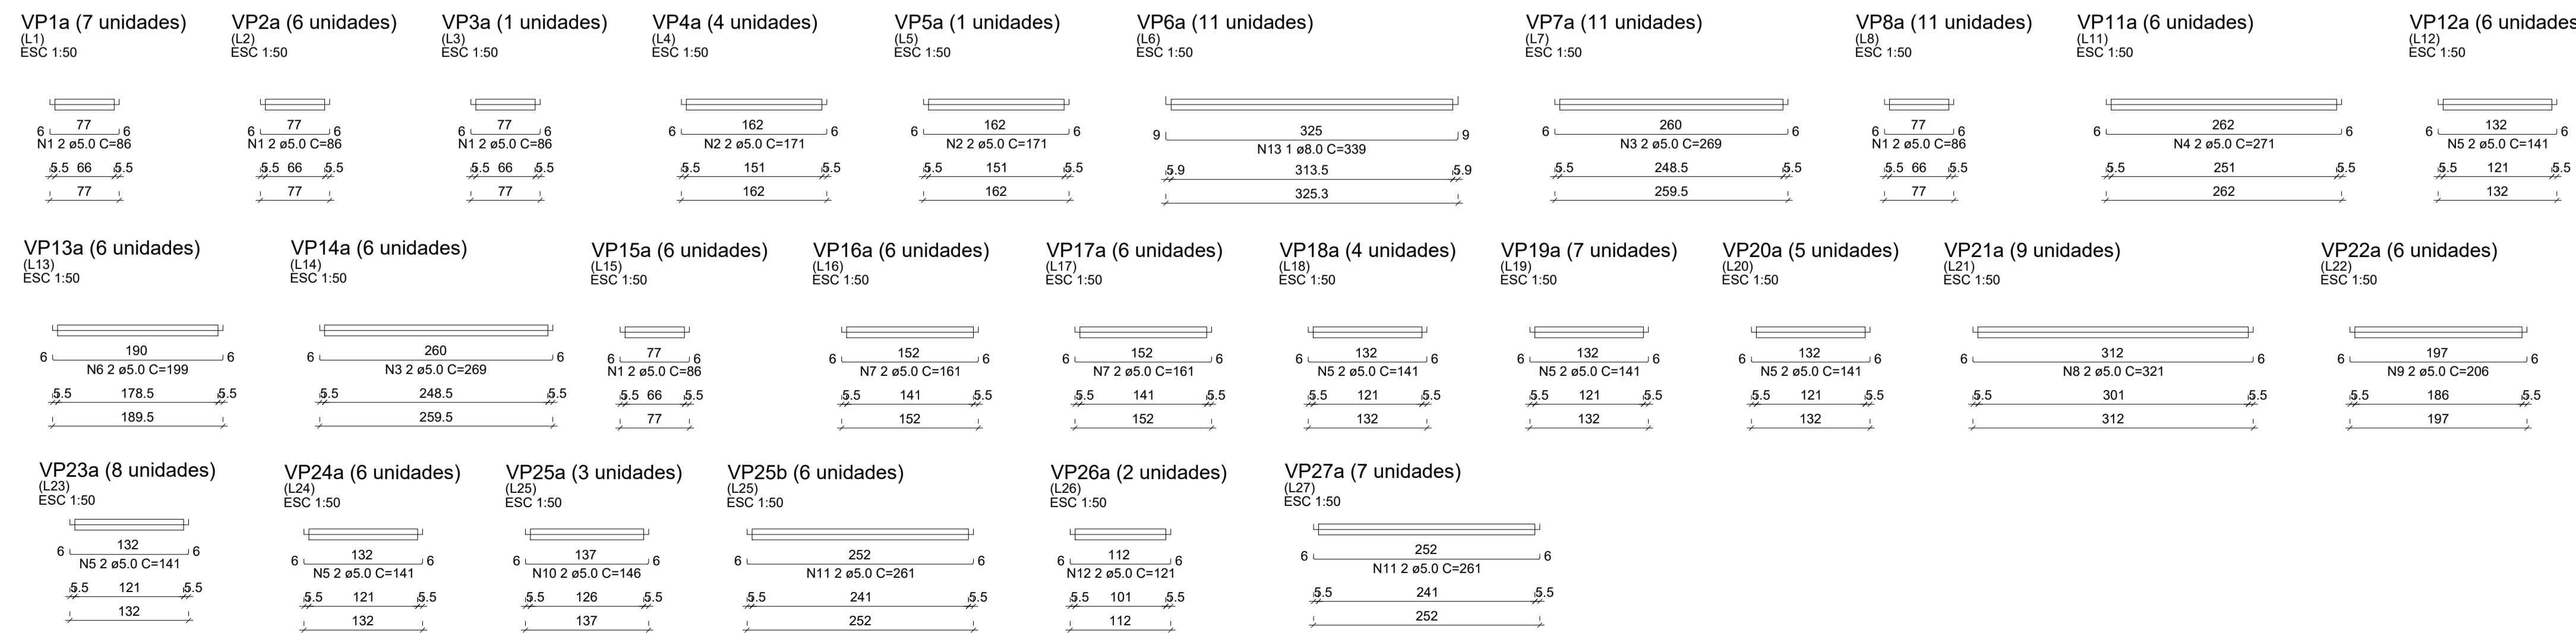 VP1a (7 unidades)
(L1)
ESC 1:50
77
6 6
N1 2 ø5.0 C=86
5.5 66 5.5
77
VP2a (6 unidades)
(L2)
ESC 1:50
77
6 6
N1 2 ø5.0 C=86
5.5 66 5.5
77
VP3a (1 unidades)
(L3)
ESC 1:50
77
6 6
N1 2 ø5.0 C=86
5.5 66 5.5
77
VP4a (4 unidades)
(L4)
ESC 1:50
162
6 6
N2 2 ø5.0 C=171
5.5 151 5.5
162
VP5a (1 unidades)
(L5)
ESC 1:50
162
6 6
N2 2 ø5.0 C=171
5.5 151 5.5
162
VP6a (11 unidades)
(L6)
ESC 1:50
325
9 9
N13 1 ø8.0 C=339
5.9 313.5 5.9
325.3
VP7a (11 unidades)
(L7)
ESC 1:50
260
6 6
N3 2 ø5.0 C=269
5.5 248.5 5.5
259.5
VP8a (11 unidades)
(L8)
ESC 1:50
77
6 6
N1 2 ø5.0 C=86
5.5 66 5.5
77
VP11a (6 unidades)
(L11)
ESC 1:50
262
6 6
N4 2 ø5.0 C=271
5.5 251 5.5
262
VP12a (6 unidades
(L12)
ESC 1:50
132
6 6
N5 2 ø5.0 C=141
5.5 121 5.5
132
VP13a (6 unidades)
(L13)
ESC 1:50
190
6 6
N6 2 ø5.0 C=199
5.5 178.5 5.5
189.5
VP14a (6 unidades)
(L14)
ESC 1:50
260
6 6
N3 2 ø5.0 C=269
5.5 248.5 5.5
259.5
VP15a (6 unidades)
(L15)
ESC 1:50
77
6 6
N1 2 ø5.0 C=86
5.5 66 5.5
77
VP16a (6 unidades)
(L16)
ESC 1:50
152
6 6
N7 2 ø5.0 C=161
5.5 141 5.5
152
VP17a (6 unidades)
(L17)
ESC 1:50
152
6 6
N7 2 ø5.0 C=161
5.5 141 5.5
152
VP18a (4 unidades)
(L18)
ESC 1:50
132
6 6
N5 2 ø5.0 C=141
5.5 121 5.5
132
VP19a (7 unidades)
(L19)
ESC 1:50
132
6 6
N5 2 ø5.0 C=141
5.5 121 5.5
132
VP20a (5 unidades)
(L20)
ESC 1:50
132
6 6
N5 2 ø5.0 C=141
5.5 121 5.5
132
VP21a (9 unidades)
(L21)
ESC 1:50
312
6 6
N8 2 ø5.0 C=321
5.5 301 5.5
312
VP22a (6 unidades)
(L22)
ESC 1:50
197
6 6
N9 2 ø5.0 C=206
5.5 186 5.5
197
VP23a (8 unidades)
(L23)
ESC 1:50
132
6 6
N5 2 ø5.0 C=141
5.5 121 5.5
132
VP24a (6 unidades)
(L24)
ESC 1:50
132
6 6
N5 2 ø5.0 C=141
5.5 121 5.5
132
VP25a (3 unidades)
(L25)
ESC 1:50
137
6 6
N10 2 ø5.0 C=146
5.5 126 5.5
137
VP25b (6 unidades)
(L25)
ESC 1:50
252
6 6
N11 2 ø5.0 C=261
5.5 241 5.5
252
VP26a (2 unidades)
(L26)
ESC 1:50
112
6 6
N12 2 ø5.0 C=121
5.5 101 5.5
112
VP27a (7 unidades)
(L27)
ESC 1:50
252
6 6
N11 2 ø5.0 C=261
5.5 241 5.5
252